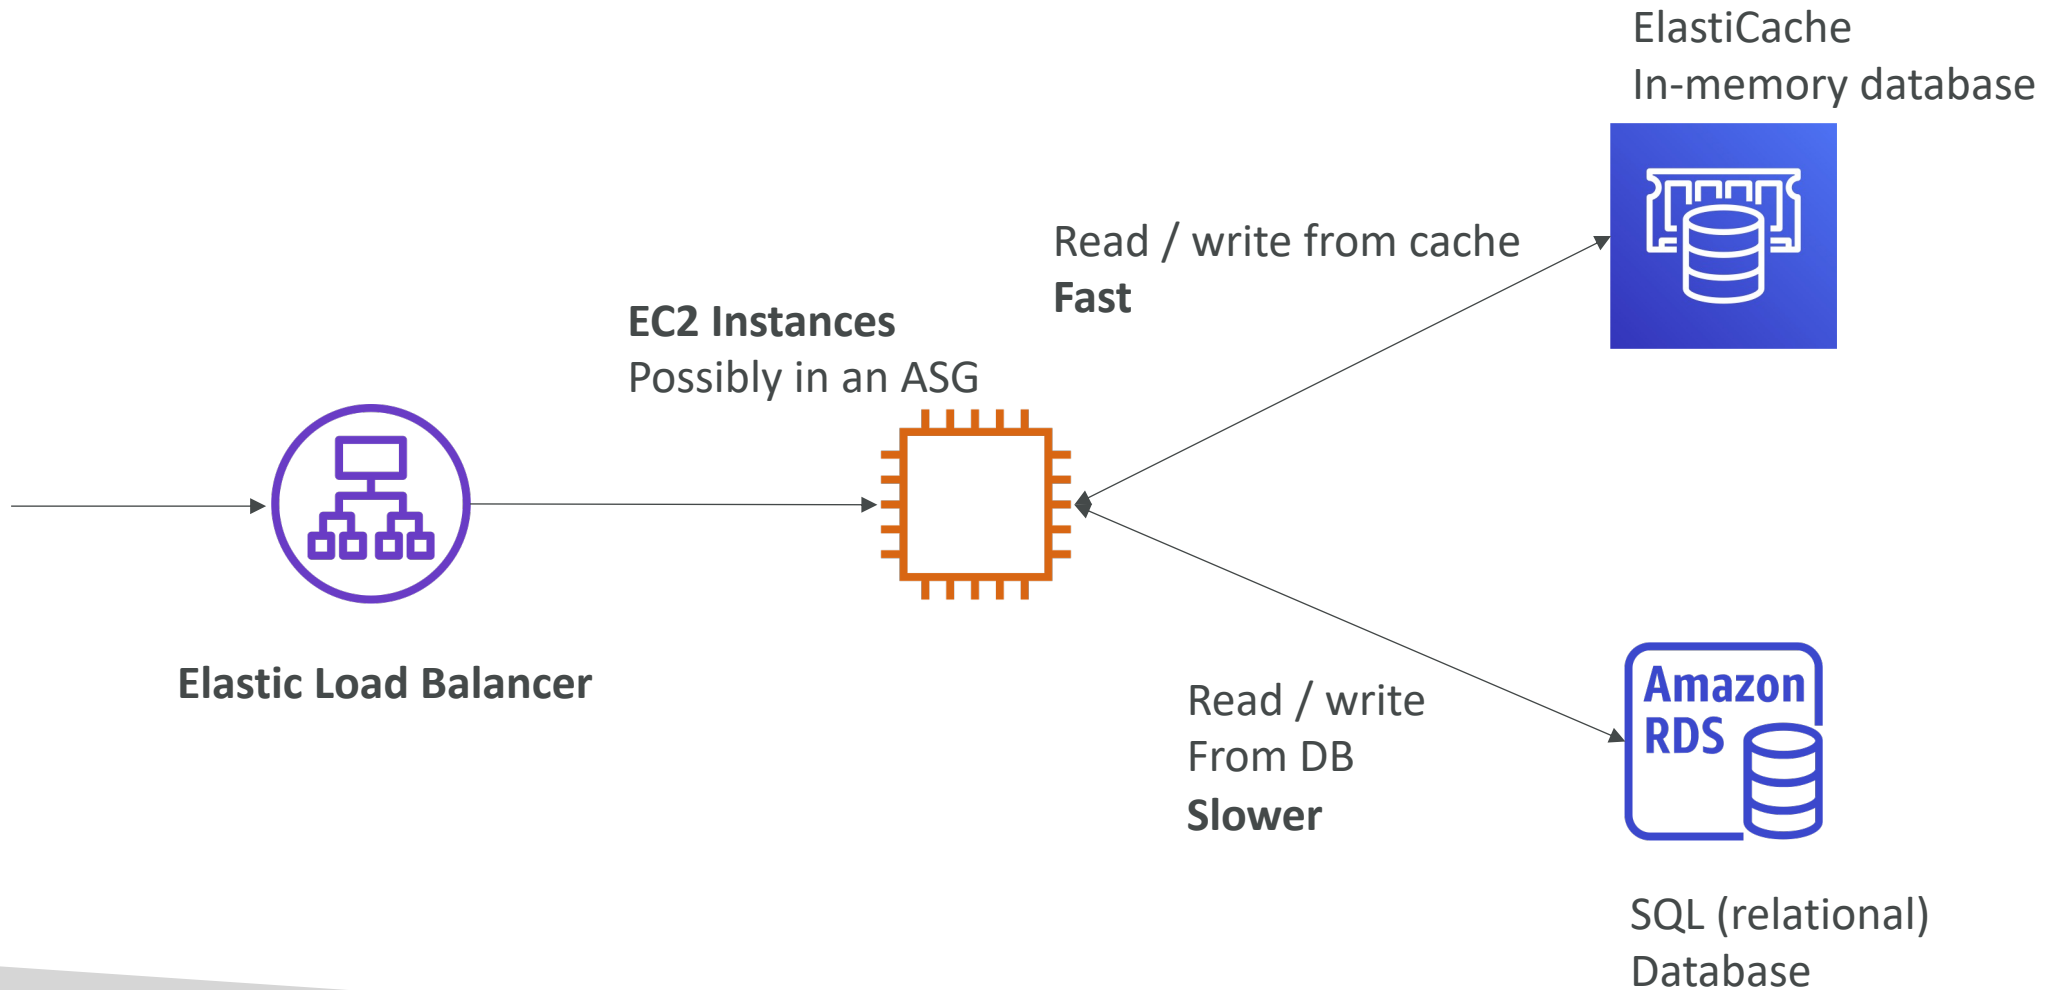 ElastiCache
In-memory database
Read / write from cache
Fast
EC2 Instances
Possibly in an ASG
Elastic Load Balancer
Read / write
From DB
Slower
Amazon
RDS
SQL (relational)
Database